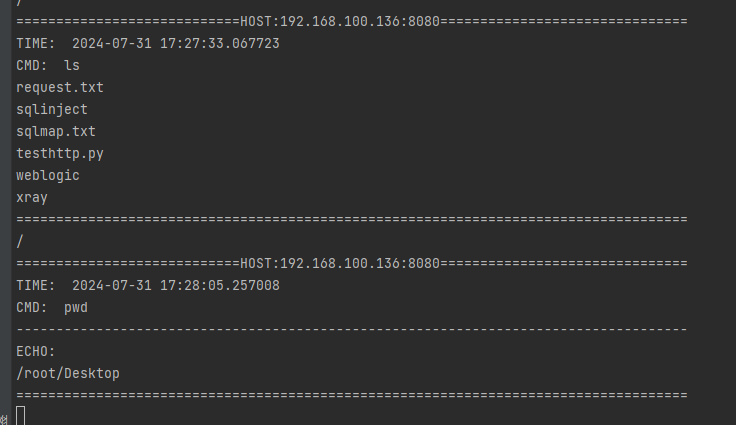 /
============================HOST:192.168.100.136:8080===============================
TIME:  2024-07-31 17:27:33.067723
CMD:  ls
request.txt
sqlinject
sqlmap.txt
testhttp.py
weblogic
xray
====================================================================================
/
============================HOST:192.168.100.136:8080===============================
TIME:  2024-07-31 17:28:05.257008
CMD:  pwd
------------------------------------------------------------------------------------
ECHO:
/root/Desktop
====================================================================================